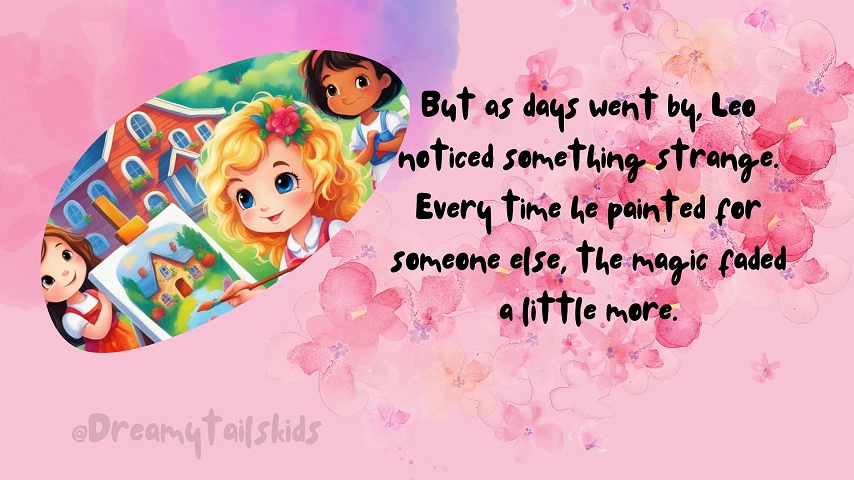 But as days went by, Leo
noticed something strange.
Every time he painted for
someone else, the magic faded
a little more.
@Dreamytailskids